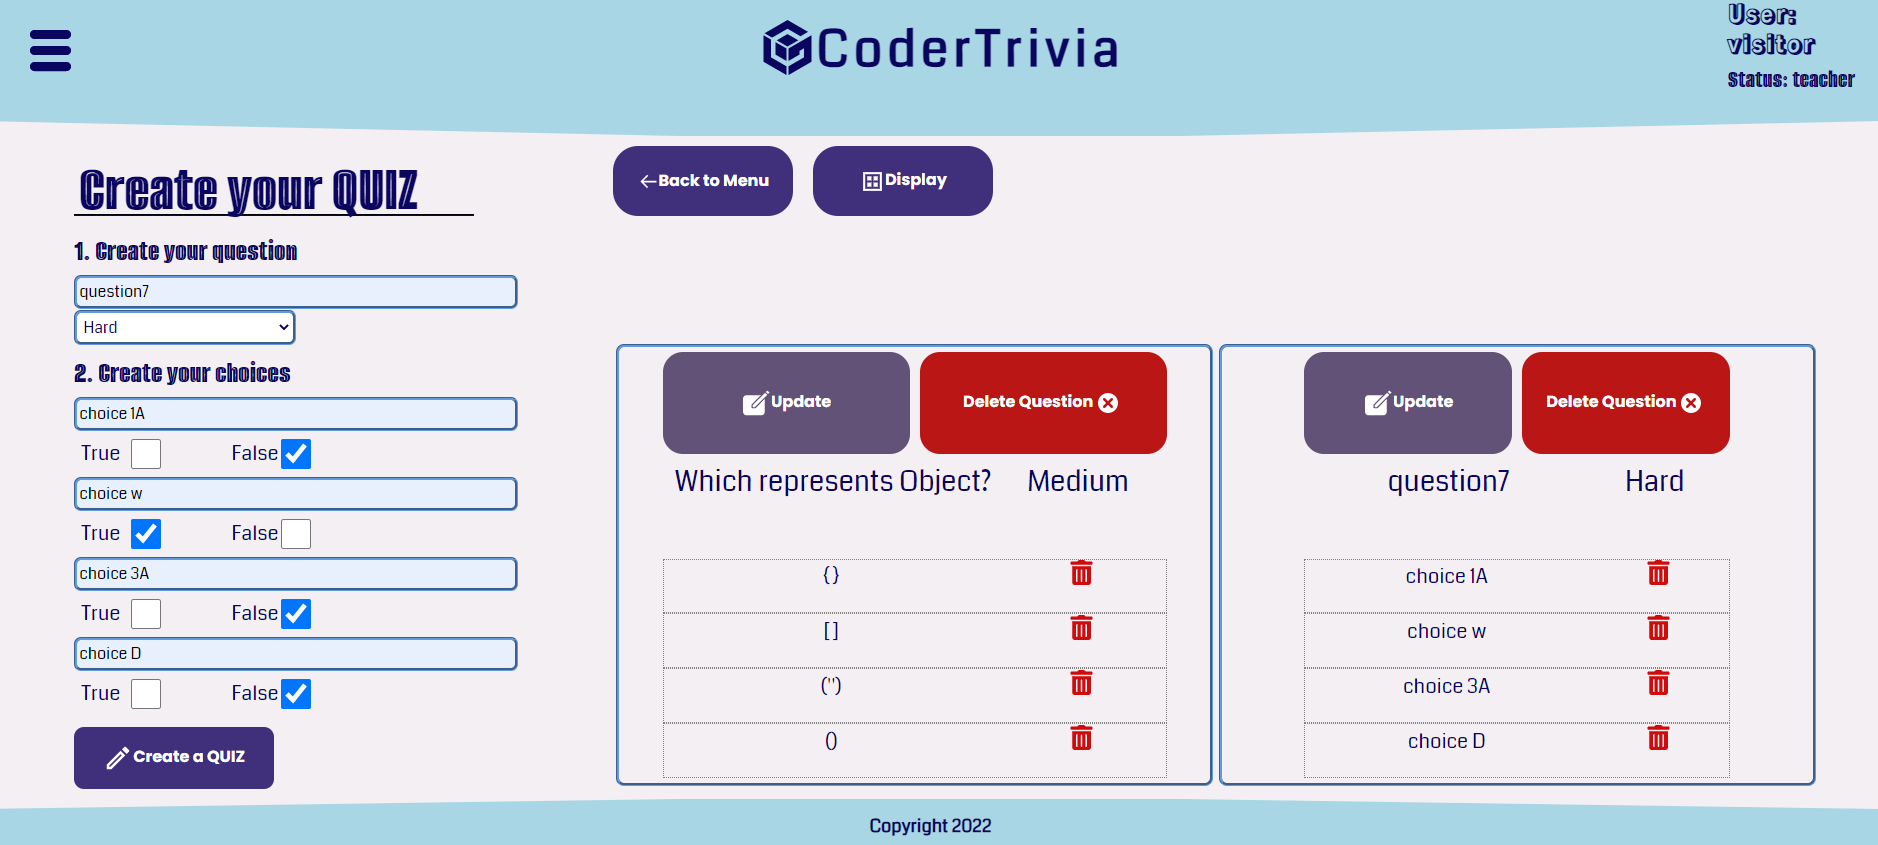 CoderTrivia
User:
visitor
Status: teacher
Create your QUIZ
Back to Menu
Display
1. Create your question
question7
Hard
2. Create your choices
choice 1A
True False
choice w
True False
choice 3A
True False
choice D
True False
Create a QUIZ
Update Delete Question
Which represents Object? Medium
{}
[]
('')
()
Update Delete Question
question7 Hard
choice 1A
choice w
choice 3A
choice D
Copyright 2022